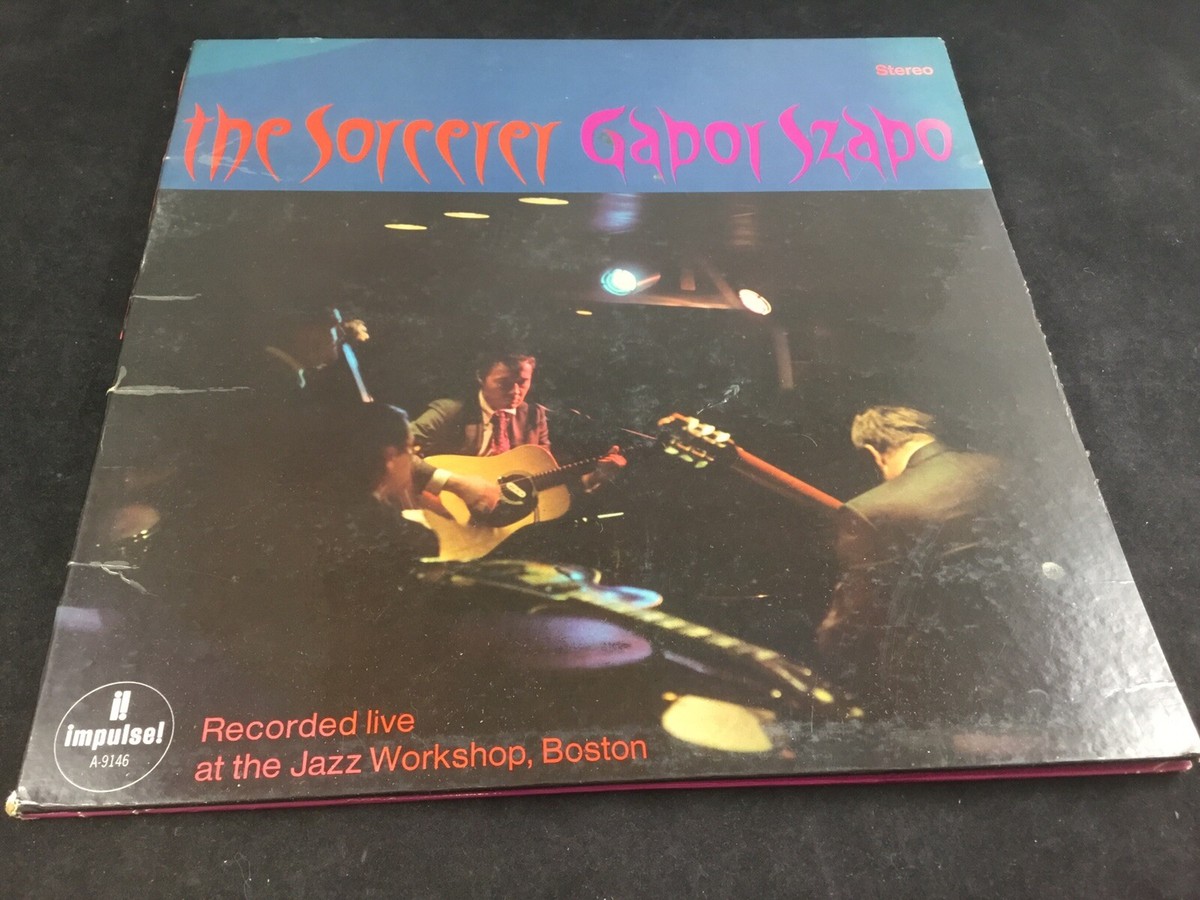 Stereo
the Sorcerer Gabor Szabo
i!
impulse!
A-9146
Recorded live
at the Jazz Workshop, Boston